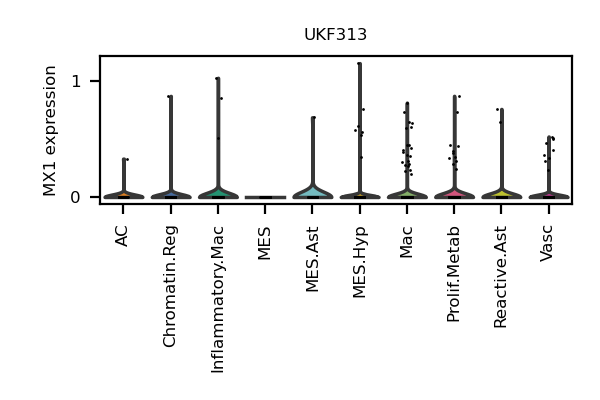 UKF313
MX1 expression
1
0
AC
Chromatin.Reg
Inflammatory.Mac
MES
MES.Ast
MES.Hyp
Mac
Prolif.Metab
Reactive.Ast
Vasc